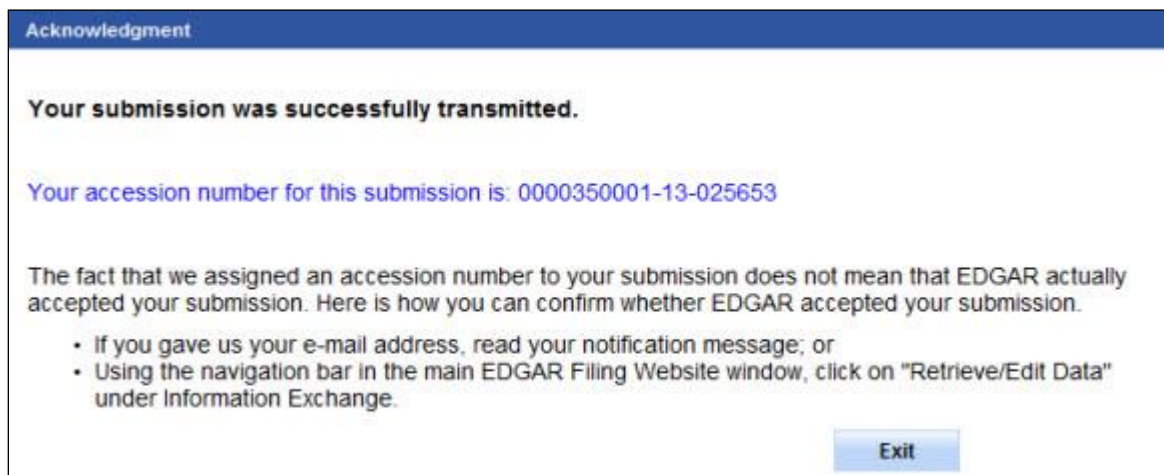 Acknowledgment
Your submission was successfully transmitted.
Your accession number for this submission is: 0000350001-13-025653
The fact that we assigned an accession number to your submission does not mean that EDGAR actually
accepted your submission. Here is how you can confirm whether EDGAR accepted your submission.
• If you gave us your e-mail address, read your notification message; or
• Using the navigation bar in the main EDGAR Filing Website window, click on "Retrieve/Edit Data"
under Information Exchange.
Exit